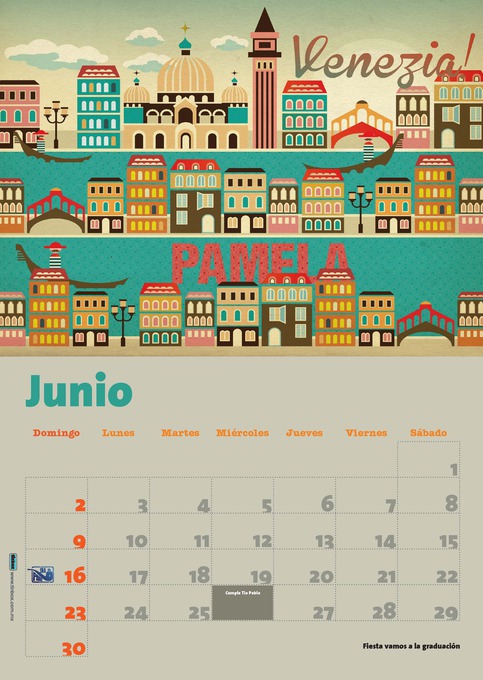 Venezia!
PAMELA
Junio
Domingo Lunes Martes Miércoles Jueves Viernes Sábado
1
2 3 4 5 6 7 8
9 10 11 12 13 14 15
16 17 18 19 20 21 22
Cumple Tío Pablo
23 24 25 27 28 29
30
Fiesta vamos a la graduación